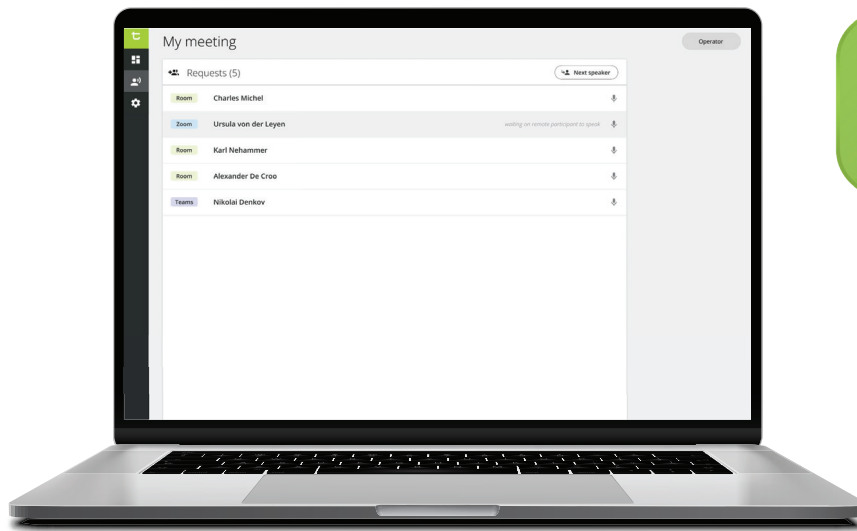 My meeting
Operator
Requests (5)
Next speaker
Room Charles Michel
Zoom Ursula von der Leyen waiting on remote participant to speak
Room Karl Nehammer
Room Alexander De Croo
Teams Nikolai Denkov